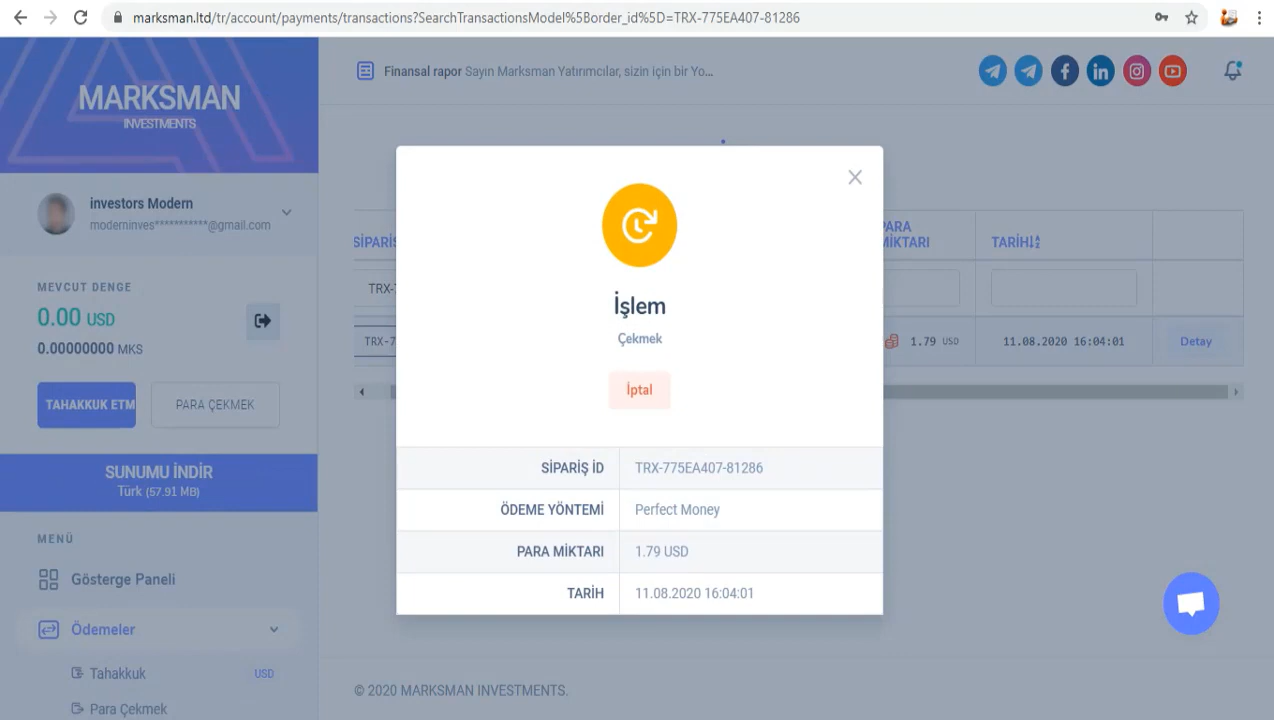 marksman.ltd/tr/account/payments/transactions?SearchTransactionsModel%5Border_id%5D=TRX-775EA407-81286
MARKSMAN
INVESTMENTS
Finansal rapor Sayın Marksman Yatırımcılar, sizin için bir Yo...
investors Modern
moderninves***********@gmail.com
MEVCUT DENGE
0.00 USD
0.00000000 MKS
TAHAKKUK ETM
PARA ÇEKMEK
SUNUMU İNDİR
Türk (57.91 MB)
MENÜ
Gösterge Paneli
Ödemeler
Tahakkuk USD
Para Çekmek
SİPARİŞ
PARA
MİKTARI
TARİH
TRX-7
TRX-7
1.79 USD
11.08.2020 16:04:01
Detay
İşlem
Çekmek
İptal
SİPARİŞ İD TRX-775EA407-81286
ÖDEME YÖNTEMİ Perfect Money
PARA MİKTARI 1.79 USD
TARİH 11.08.2020 16:04:01
© 2020 MARKSMAN INVESTMENTS.